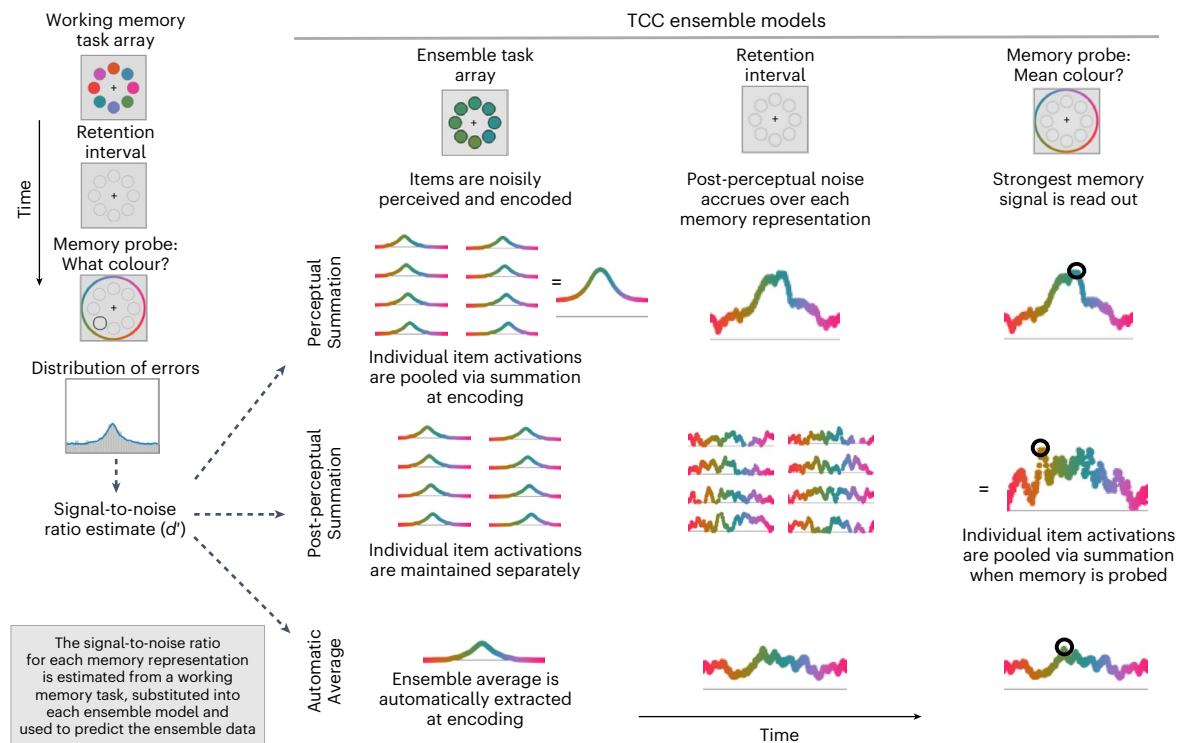 Working memory
task array
Retention
interval
Time
Memory probe:
What colour?
Distribution of errors
Signal-to-noise
ratio estimate (d′)
The signal-to-noise ratio
for each memory representation
is estimated from a working
memory task, substituted into
each ensemble model and
used to predict the ensemble data
TCC ensemble models
Ensemble task
array
Retention
interval
Memory probe:
Mean colour?
Items are noisily
perceived and encoded
Post-perceptual noise
accrues over each
memory representation
Strongest memory
signal is read out
Perceptual
Summation
=
Individual item activations
are pooled via summation
at encoding
Post-perceptual
Summation
Individual item activations
are maintained separately
=
Individual item activations
are pooled via summation
when memory is probed
Automatic
Average
Ensemble average is
automatically extracted
at encoding
Time